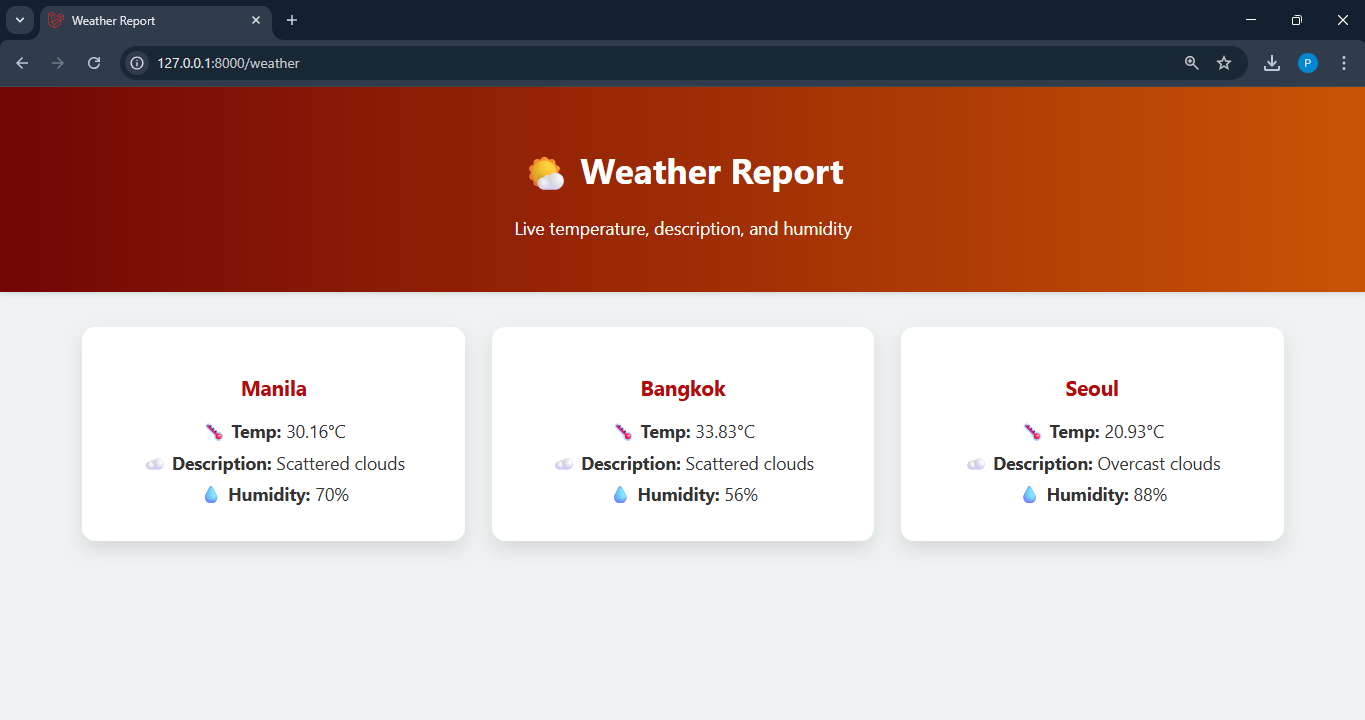 Weather Report
127.0.0.1:8000/weather
P
Weather Report
Live temperature, description, and humidity
Manila
Temp: 30.16°C
Description: Scattered clouds
Humidity: 70%
Bangkok
Temp: 33.83°C
Description: Scattered clouds
Humidity: 56%
Seoul
Temp: 20.93°C
Description: Overcast clouds
Humidity: 88%